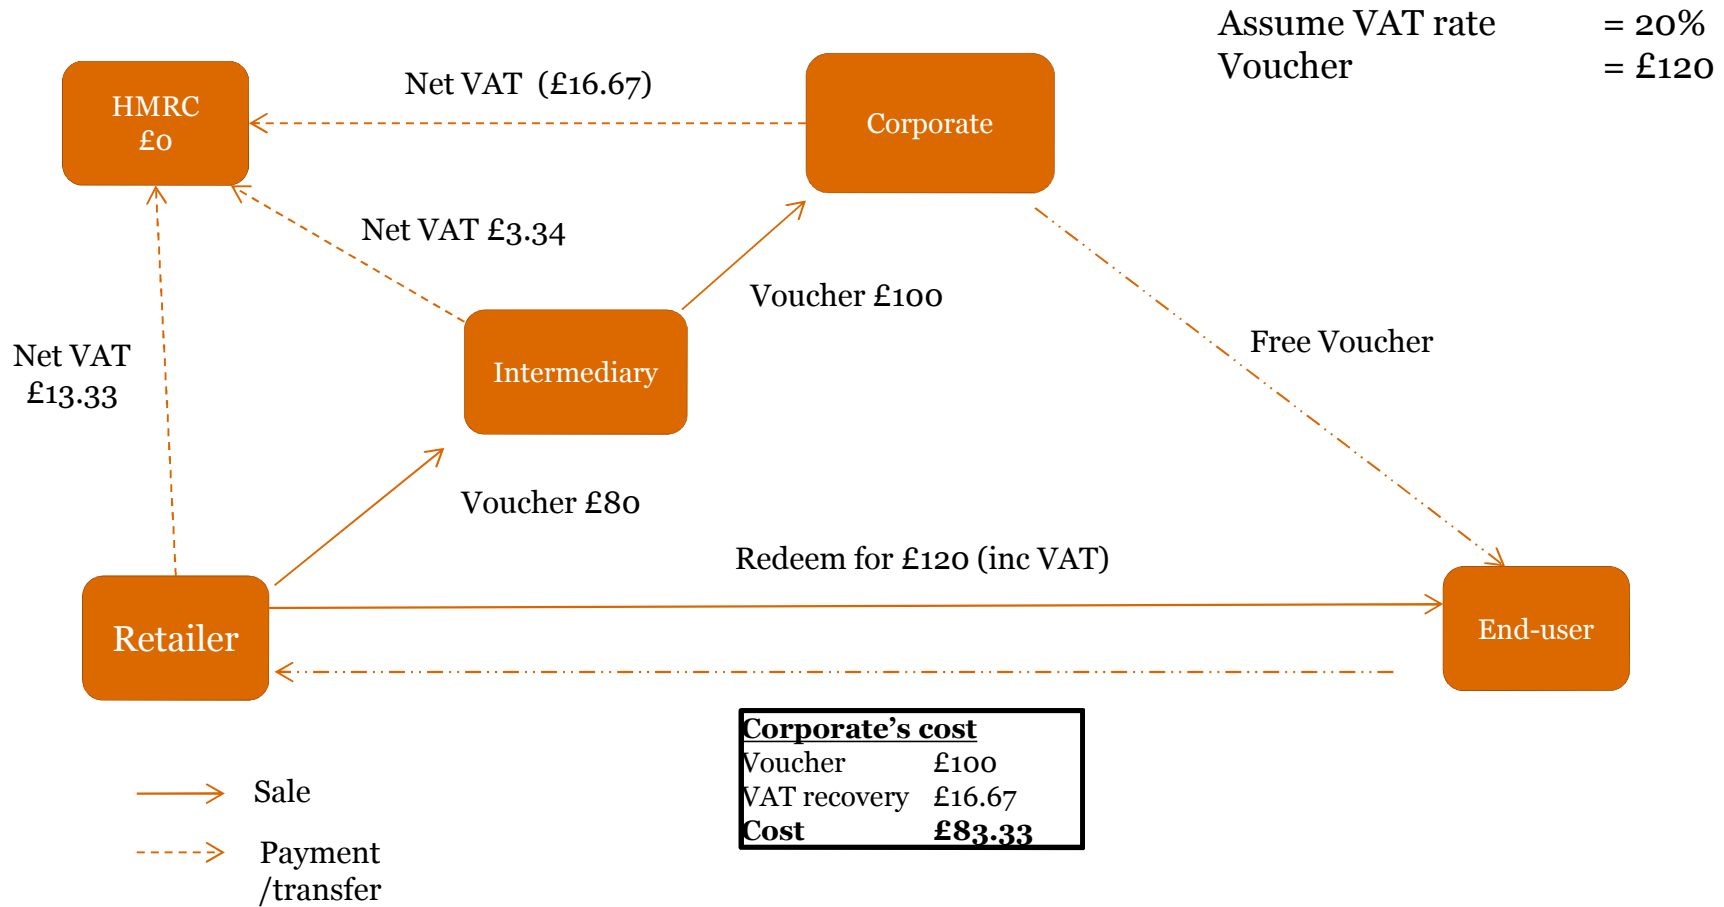 Assume VAT rate = 20%
Voucher = £120
HMRC
£0
Net VAT (£16.67)
Corporate
Net VAT £3.34
Voucher £100
Net VAT
£13.33
Intermediary
Free Voucher
Voucher £80
Redeem for £120 (inc VAT)
Retailer
End-user
Corporate's cost
Voucher £100
VAT recovery £16.67
Cost £83.33
Sale
Payment
/transfer